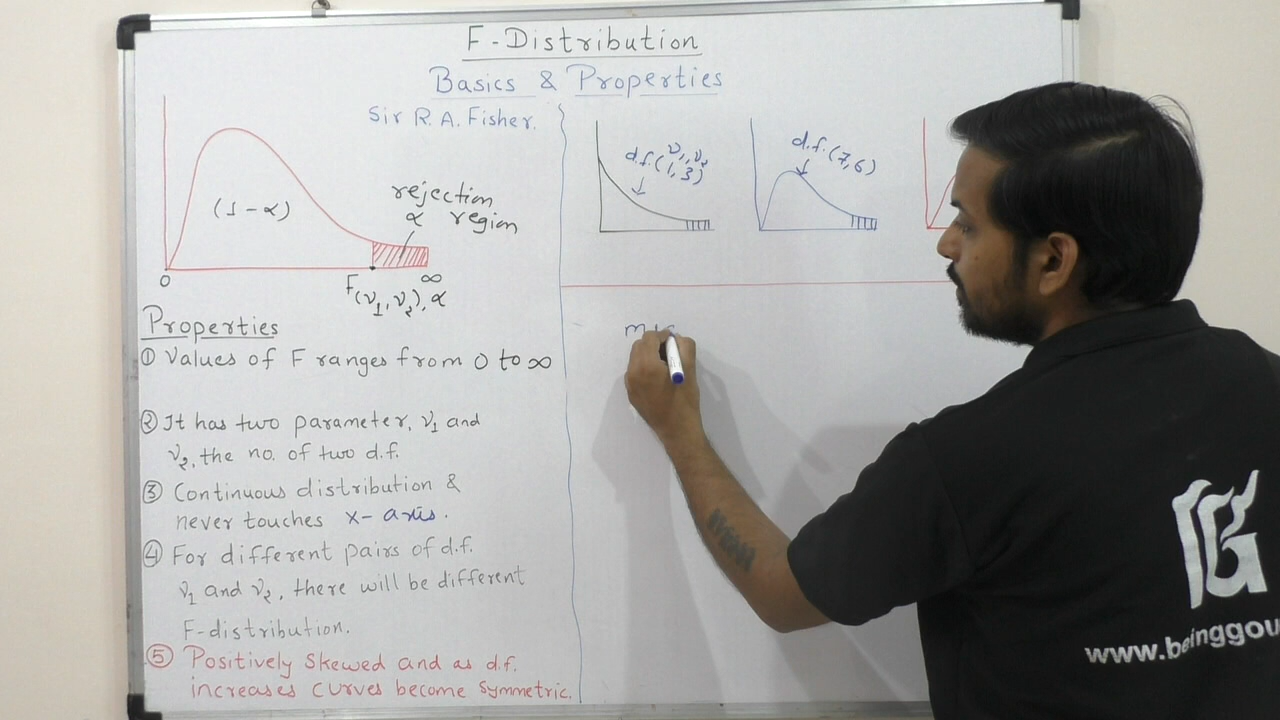 F-Distribution
Basics & Properties
Sir R. A. Fisher.
(1-α)
rejection
α region
0
∞
F(ν1, ν2), α
Properties
① Values of F ranges from 0 to ∞
② It has two parameter, ν1 and
ν2, the no. of two d.f.
③ Continuous distribution &
never touches x-axis.
④ For different pairs of d.f.
ν1 and ν2, there will be different
F-distribution.
⑤ Positively skewed and as d.f.
increases curves become symmetric.
ν1, ν2
d.f.(1,3)
d.f.(7,6)